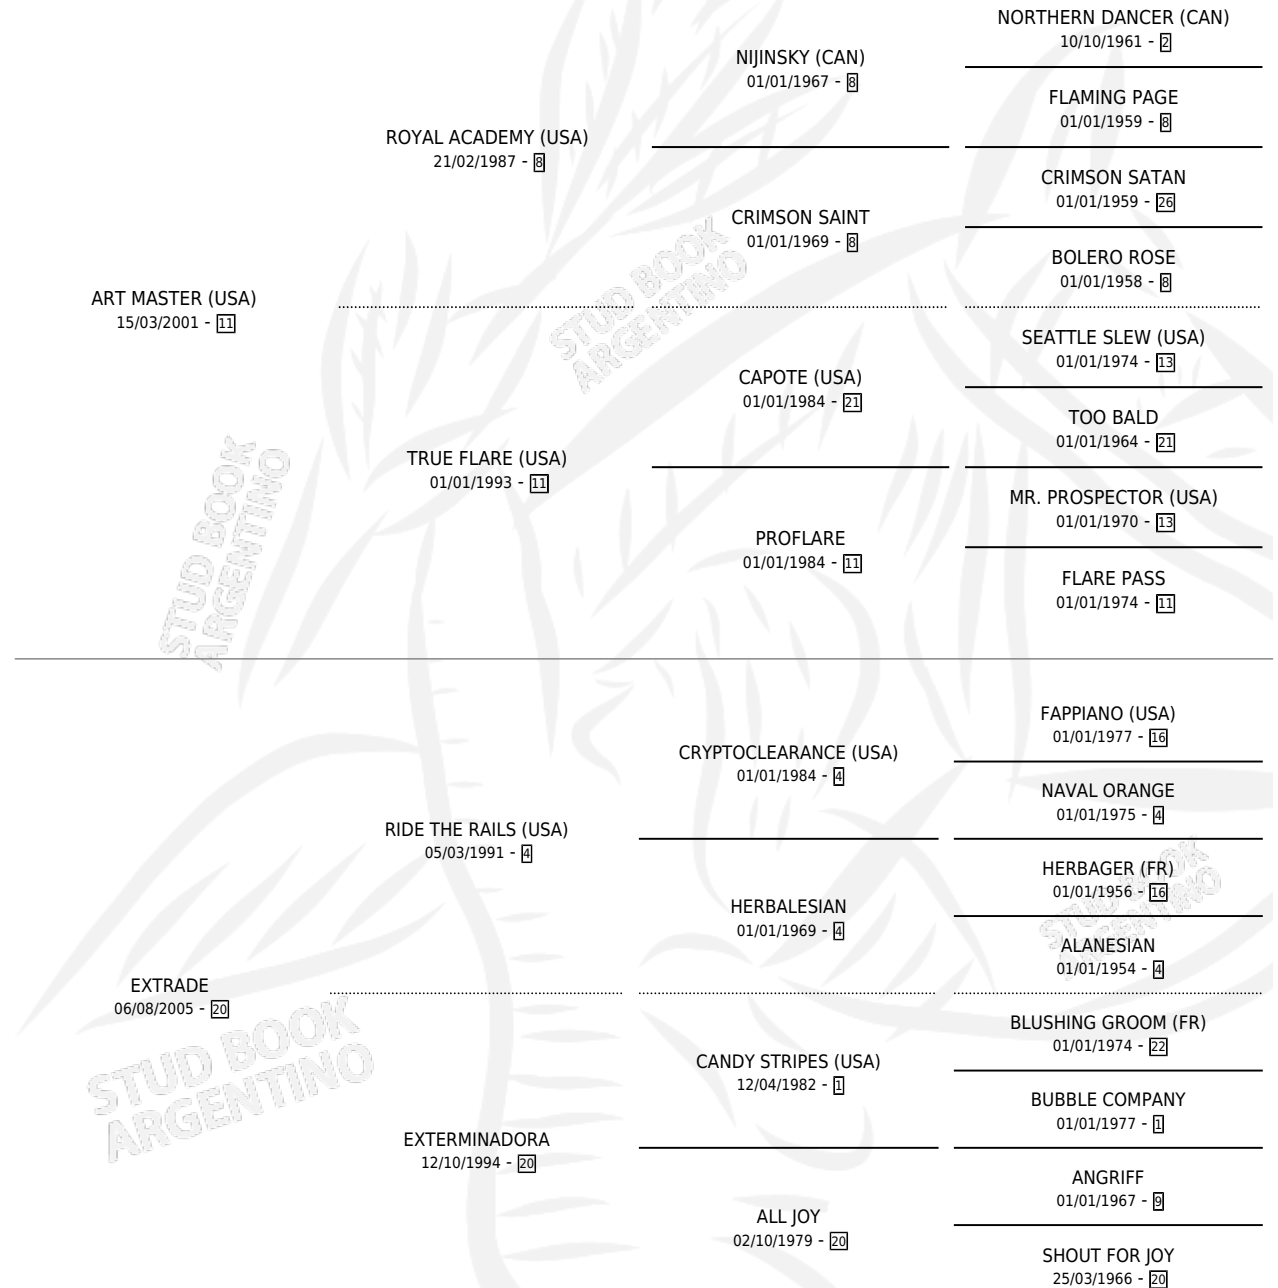 NORTHERN DANCER (CAN)
10/10/1961 - 2
NIJINSKY (CAN)
01/01/1967 - 8
FLAMING PAGE
01/01/1959 - 8
ROYAL ACADEMY (USA)
21/02/1987 - 8
CRIMSON SATAN
01/01/1959 - 26
CRIMSON SAINT
01/01/1969 - 8
BOLERO ROSE
01/01/1958 - 8
ART MASTER (USA)
15/03/2001 - 11
STUD BOOK
ARGENTINO
SEATTLE SLEW (USA)
01/01/1974 - 13
CAPOTE (USA)
01/01/1984 - 21
TOO BALD
01/01/1964 - 21
TRUE FLARE (USA)
01/01/1993 - 11
MR. PROSPECTOR (USA)
01/01/1970 - 13
PROFLARE
01/01/1984 - 11
FLARE PASS
01/01/1974 - 11
STUD BOOK
ARGENTINO
FAPPIANO (USA)
01/01/1977 - 16
CRYPTOCLEARANCE (USA)
01/01/1984 - 4
NAVAL ORANGE
01/01/1975 - 4
RIDE THE RAILS (USA)
05/03/1991 - 4
HERBAGER (FR)
01/01/1956 - 16
HERBALESIAN
01/01/1969 - 4
STUD BOOK
ARGENTINO
ALANESIAN
01/01/1954 - 4
EXTRADE
06/08/2005 - 20
BLUSHING GROOM (FR)
01/01/1974 - 22
CANDY STRIPES (USA)
12/04/1982 - 1
STUD BOOK
ARGENTINO
BUBBLE COMPANY
01/01/1977 - 1
EXTERMINADORA
12/10/1994 - 20
ANGRIFF
01/01/1967 - 9
ALL JOY
02/10/1979 - 20
SHOUT FOR JOY
25/03/1966 - 20